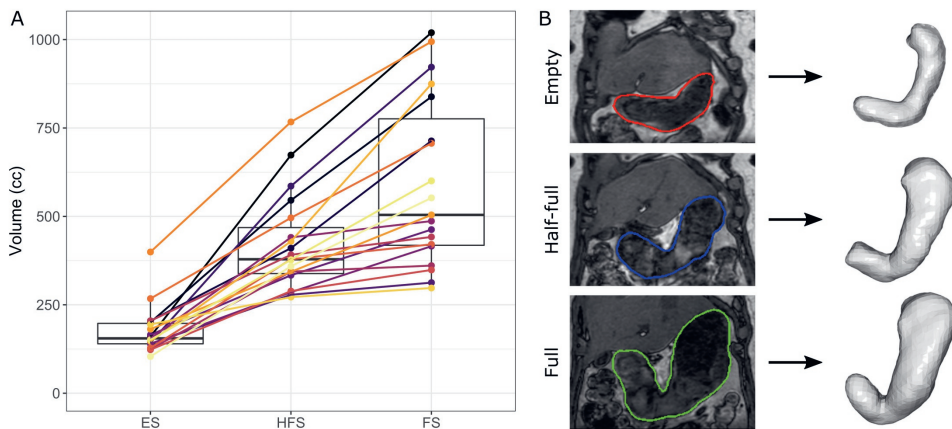 A
Volume (cc)
1000
750
500
250
0
ES
HFS
FS
B
Empty
Half-full
Full